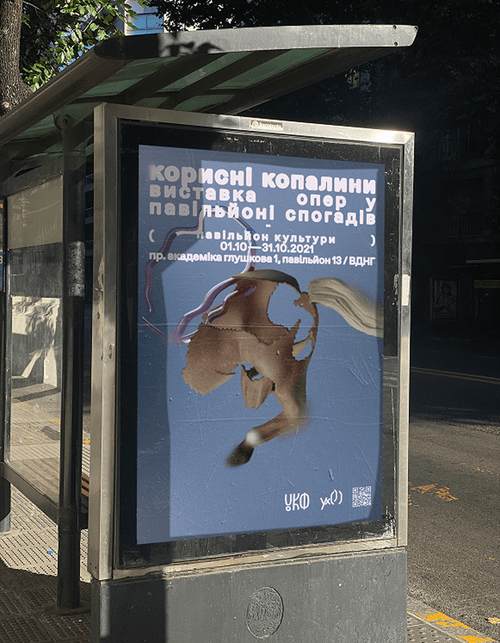 корисні копалини
виставка опер у
павільйоні спогадів
–
( павільйон культури )
01.10—31.10.2021
пр. академіка глушкова 1, павільйон 13 / ВДНГ
УКФ ук())